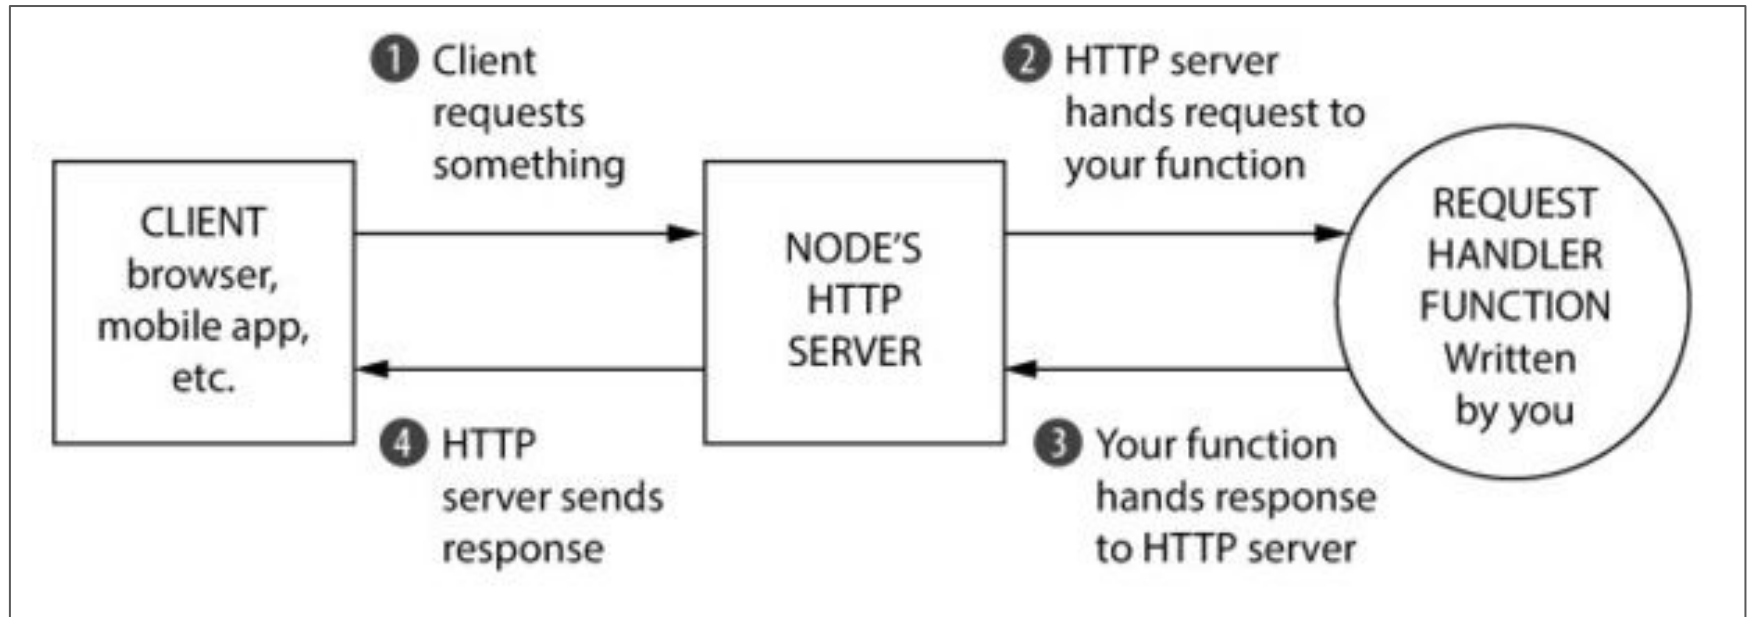 1 Client
requests
something
2 HTTP server
hands request to
your function
CLIENT
browser,
mobile app,
etc.
NODE’S
HTTP
SERVER
REQUEST
HANDLER
FUNCTION
Written
by you
4 HTTP
server sends
response
3 Your function
hands response
to HTTP server